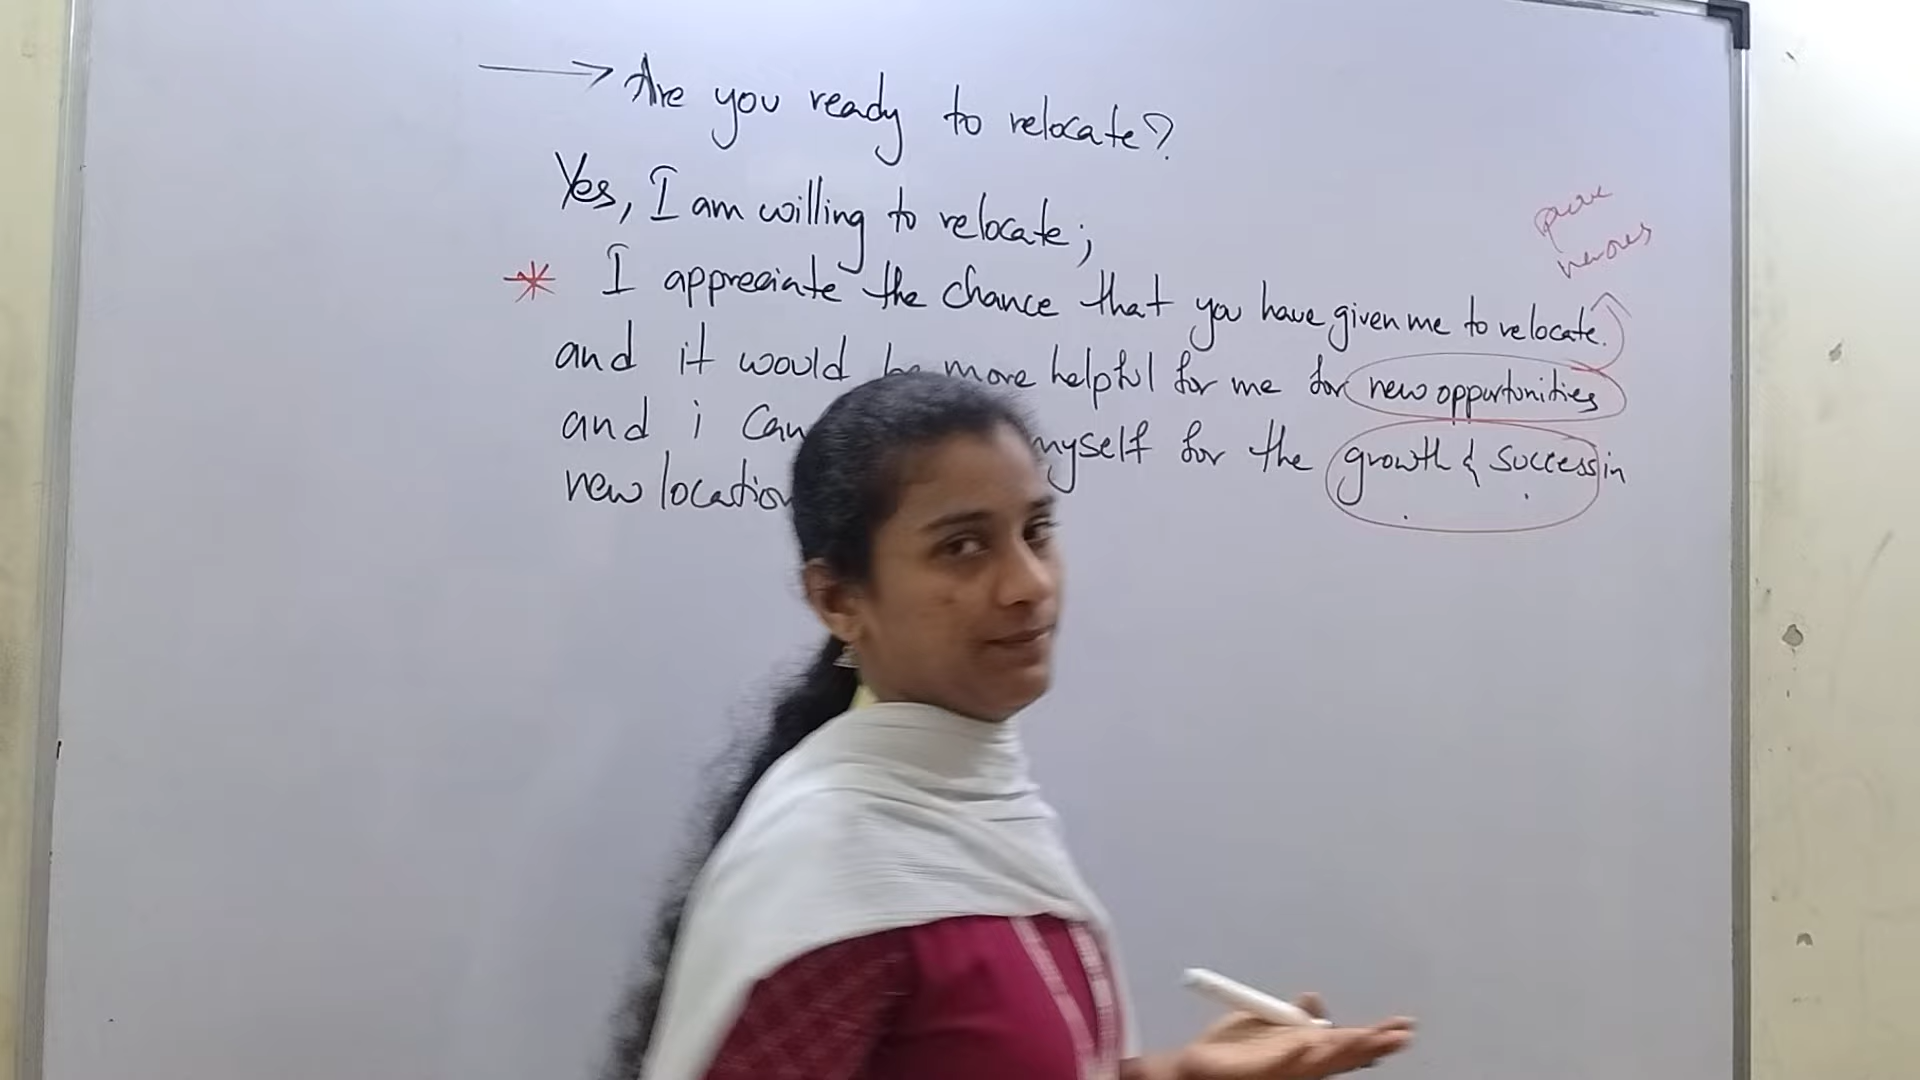 Are you ready to relocate?
Yes, I am willing to relocate;
* I appreciate the chance that you have given me to relocate.
and it would be more helpful for me for new opportunities
and i can myself for the growth & success in
new location